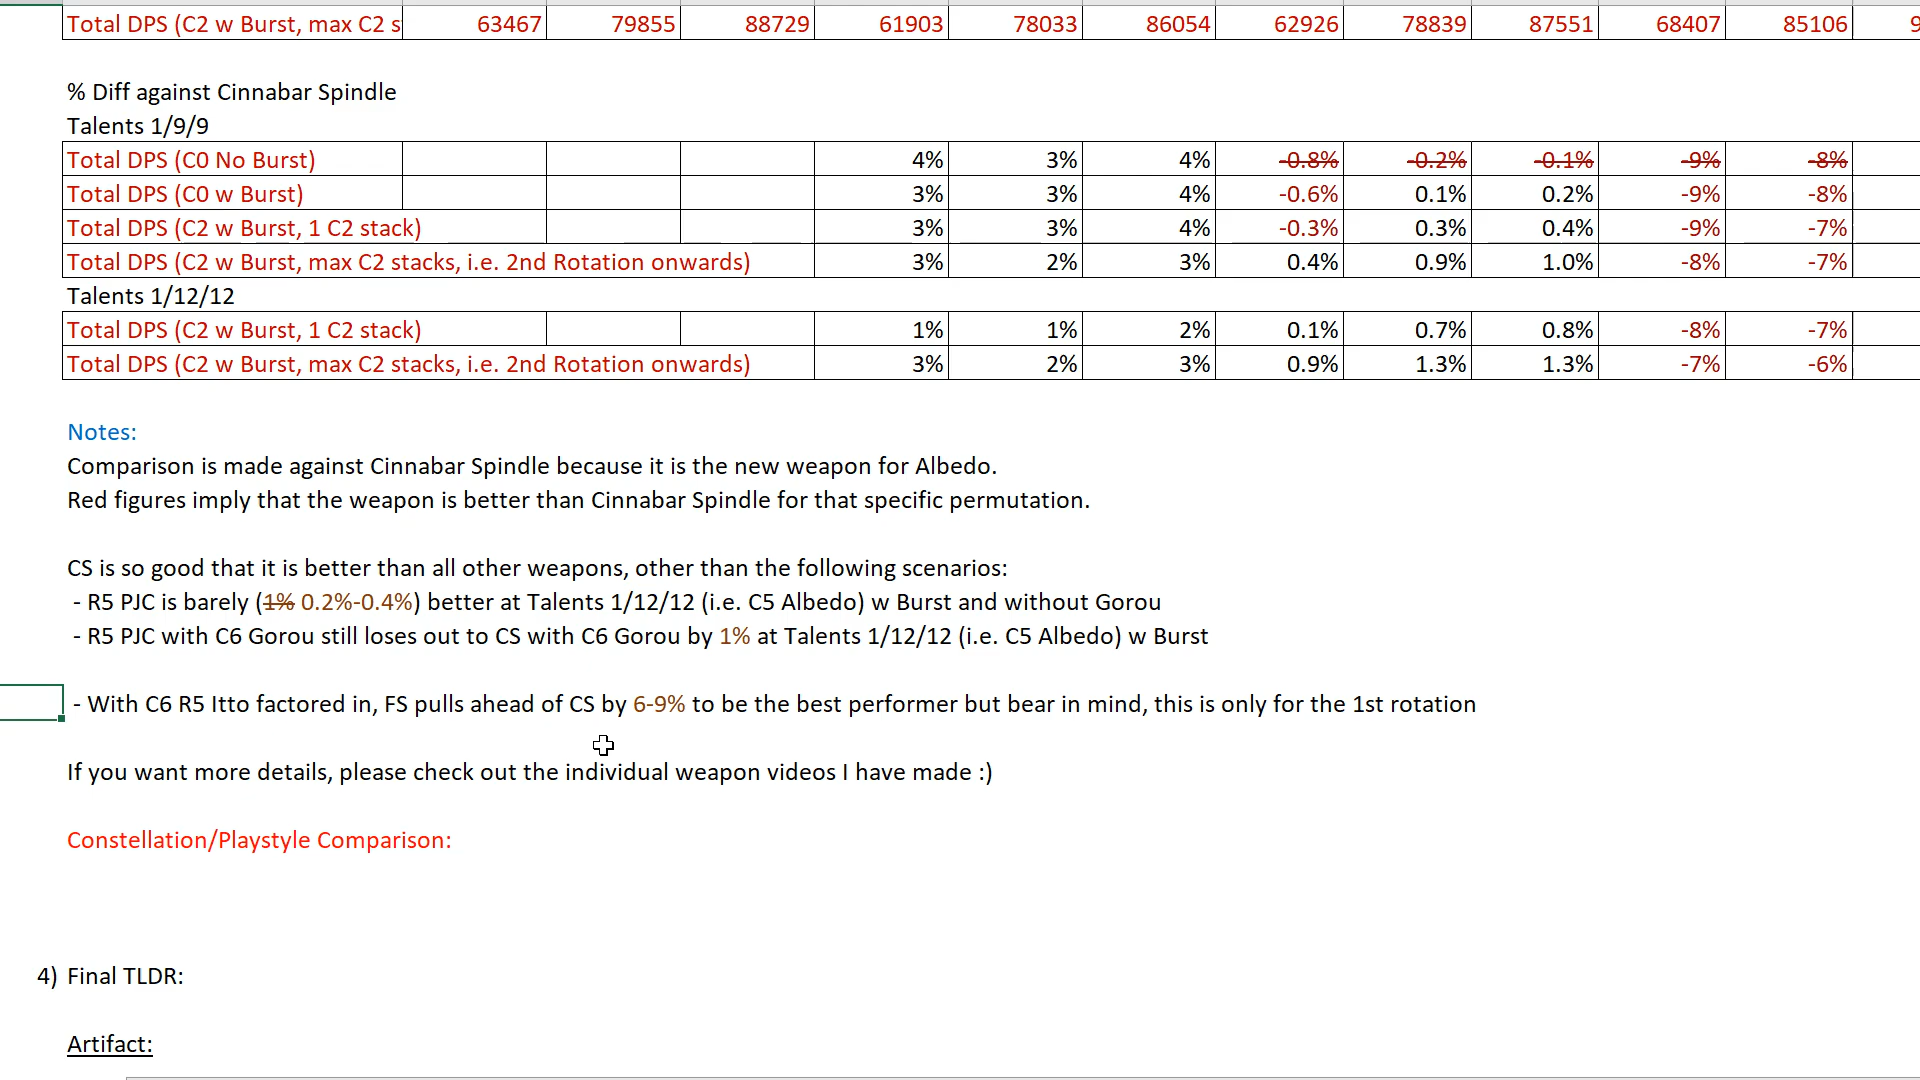 Total DPS (C2 w Burst, max C2 s 63467 79855 88729 61903 78033 86054 62926 78839 87551 68407 85106
% Diff against Cinnabar Spindle
Talents 1/9/9
Total DPS (C0 No Burst) 4% 3% 4% -0.8% -0.2% -0.1% -9% -8%
Total DPS (C0 w Burst) 3% 3% 4% -0.6% 0.1% 0.2% -9% -8%
Total DPS (C2 w Burst, 1 C2 stack) 3% 3% 4% -0.3% 0.3% 0.4% -9% -7%
Total DPS (C2 w Burst, max C2 stacks, i.e. 2nd Rotation onwards) 3% 2% 3% 0.4% 0.9% 1.0% -8% -7%
Talents 1/12/12
Total DPS (C2 w Burst, 1 C2 stack) 1% 1% 2% 0.1% 0.7% 0.8% -8% -7%
Total DPS (C2 w Burst, max C2 stacks, i.e. 2nd Rotation onwards) 3% 2% 3% 0.9% 1.3% 1.3% -7% -6%
Notes:
Comparison is made against Cinnabar Spindle because it is the new weapon for Albedo.
Red figures imply that the weapon is better than Cinnabar Spindle for that specific permutation.
CS is so good that it is better than all other weapons, other than the following scenarios:
- R5 PJC is barely (1% 0.2%-0.4%) better at Talents 1/12/12 (i.e. C5 Albedo) w Burst and without Gorou
- R5 PJC with C6 Gorou still loses out to CS with C6 Gorou by 1% at Talents 1/12/12 (i.e. C5 Albedo) w Burst
- With C6 R5 Itto factored in, FS pulls ahead of CS by 6-9% to be the best performer but bear in mind, this is only for the 1st rotation
If you want more details, please check out the individual weapon videos I have made :)
Constellation/Playstyle Comparison:
4) Final TLDR:
Artifact: